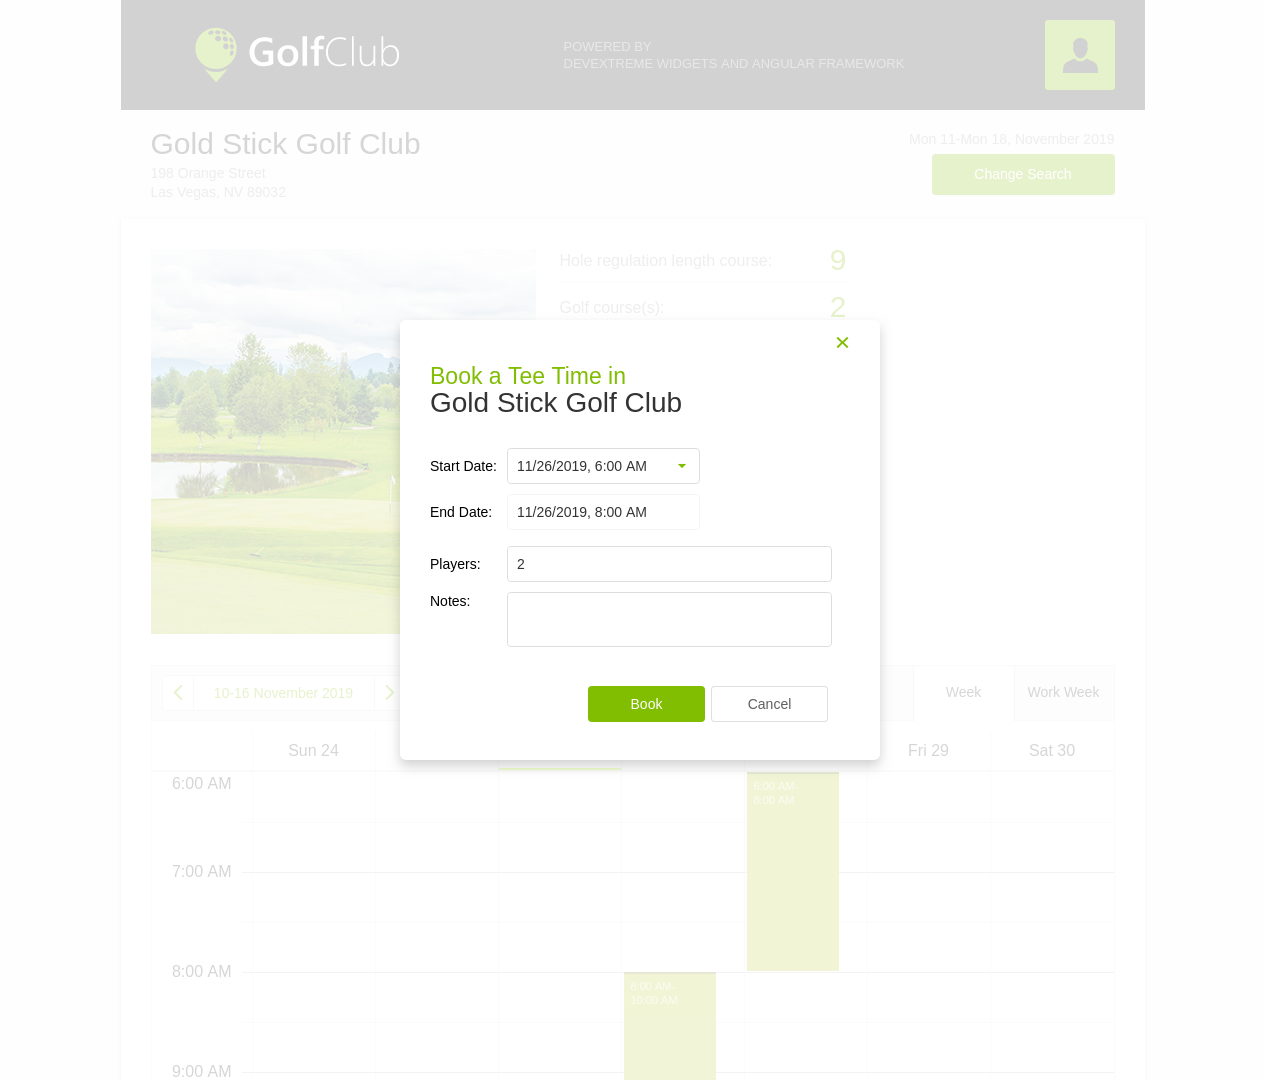 GolfClub
POWERED BY
DEVEXTREME WIDGETS AND ANGULAR FRAMEWORK
Gold Stick Golf Club
198 Orange Street
Las Vegas, NV 89032
Mon 11-Mon 18, November 2019
Change Search
Hole regulation length course: 9
Golf course(s): 2
Book a Tee Time in
Gold Stick Golf Club
Start Date: 11/26/2019, 6:00 AM
End Date: 11/26/2019, 8:00 AM
Players: 2
Notes:
Book Cancel
10-16 November 2019
Week Work Week
Sun 24 Fri 29 Sat 30
6:00 AM
6:00 AM-
8:00 AM
7:00 AM
8:00 AM
8:00 AM-
10:00 AM
9:00 AM